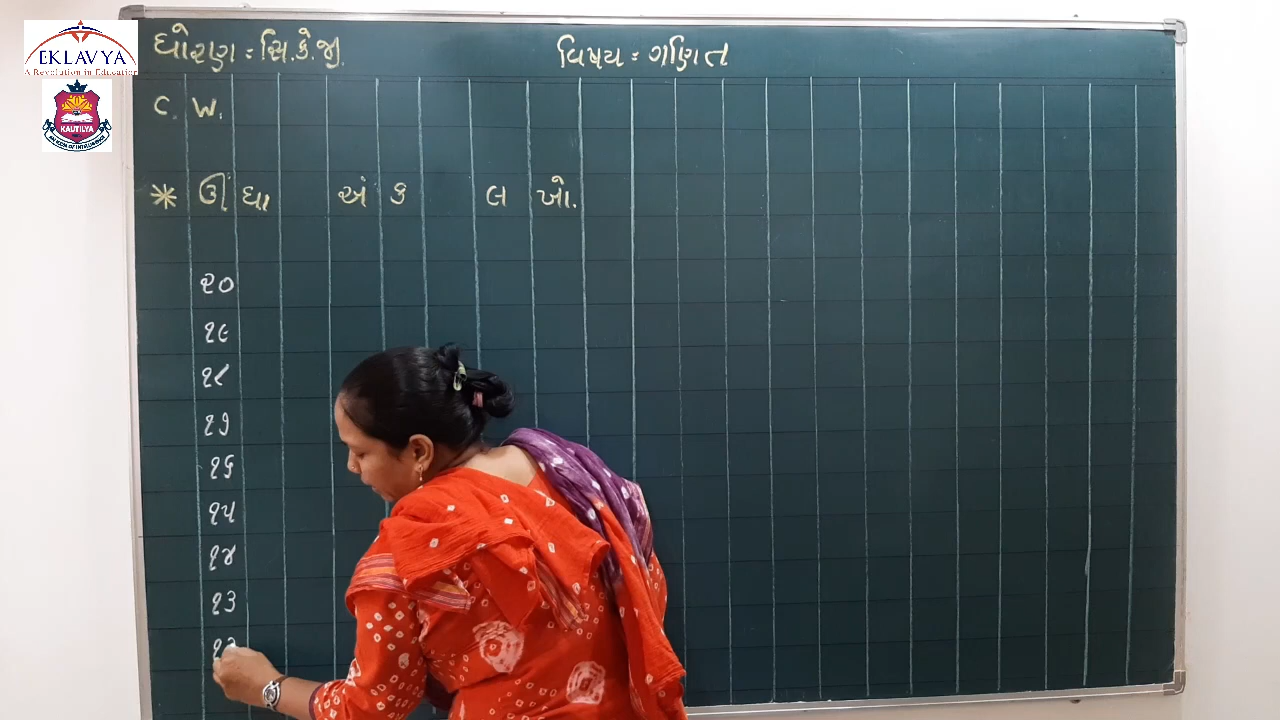 EKLAVYA
A Revolution in Education
KAUTILYA
ધોરણ = સિ.કે.જી. વિષય = ગણિત
C. W.
* ઊંધા અંક લખો.
૨૦
૧૯
૧૮
૧૭
૧૬
૧૫
૧૪
૧૩